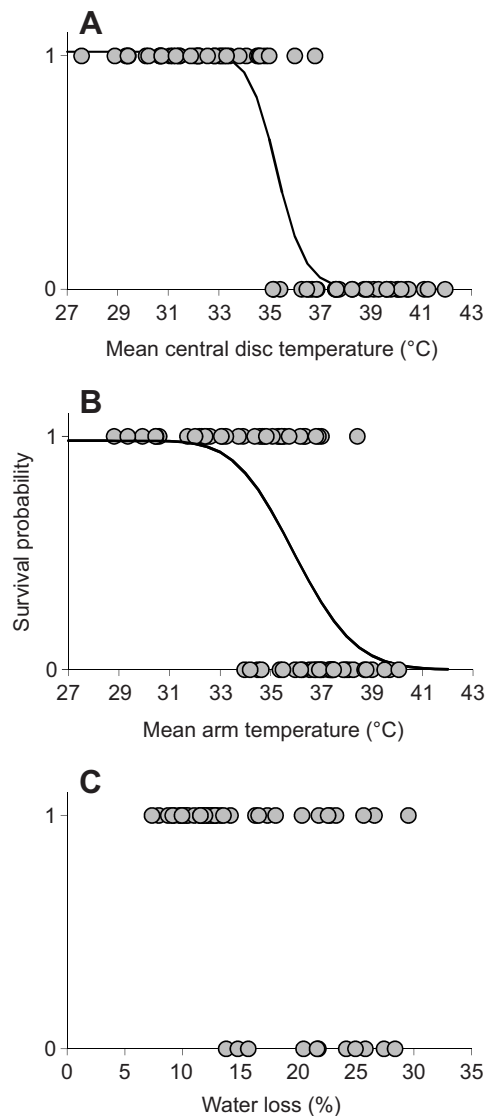 A
1
0
27 29 31 33 35 37 39 41 43
Mean central disc temperature (°C)
B
1
0
27 29 31 33 35 37 39 41 43
Mean arm temperature (°C)
Survival probability
C
1
0
0 5 10 15 20 25 30 35
Water loss (%)